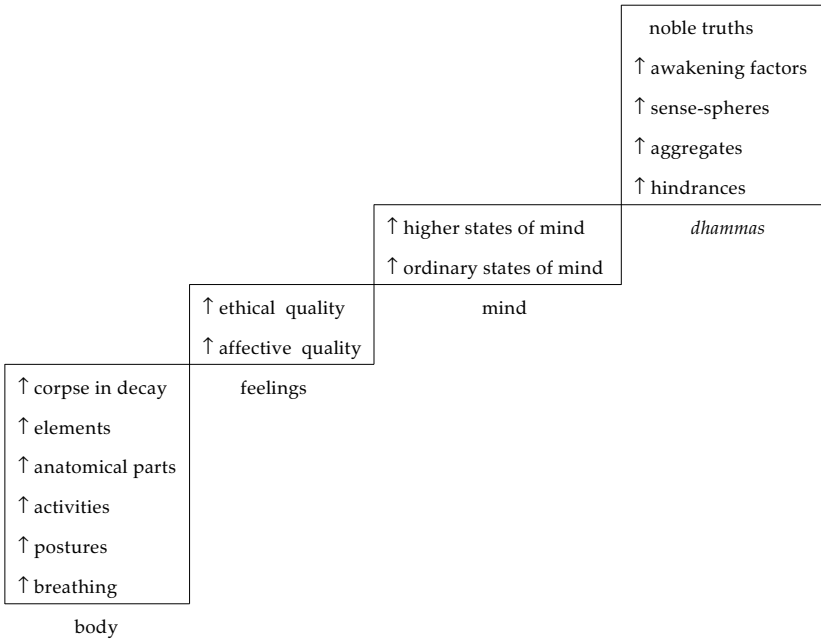 noble truths
↑ awakening factors
↑ sense-spheres
↑ aggregates
↑ hindrances
↑ higher states of mind
dhammas
↑ ordinary states of mind
↑ ethical quality
mind
↑ affective quality
↑ corpse in decay
feelings
↑ elements
↑ anatomical parts
↑ activities
↑ postures
↑ breathing
body